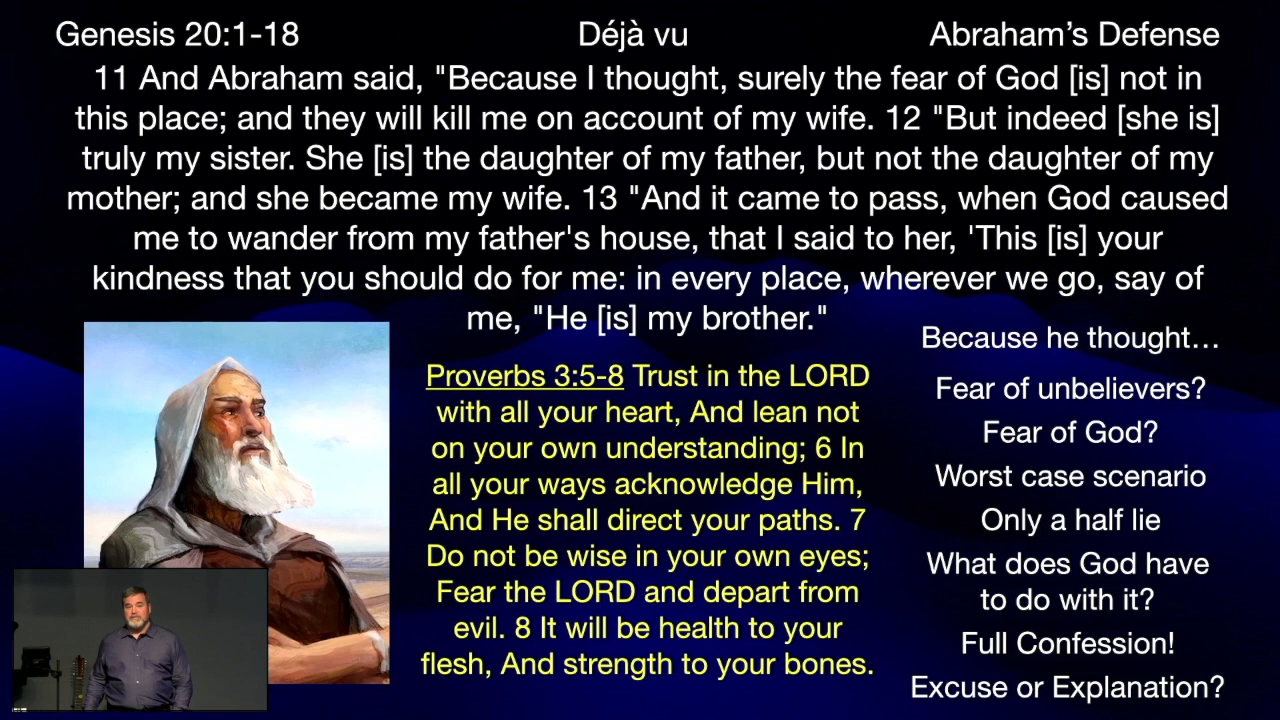 Genesis 20:1-18
Déjà vu
Abraham’s Defense
11 And Abraham said, "Because I thought, surely the fear of God [is] not in
this place; and they will kill me on account of my wife. 12 "But indeed [she is]
truly my sister. She [is] the daughter of my father, but not the daughter of my
mother; and she became my wife. 13 "And it came to pass, when God caused
me to wander from my father's house, that I said to her, 'This [is] your
kindness that you should do for me: in every place, wherever we go, say of
me, "He [is] my brother."
Proverbs 3:5-8 Trust in the LORD
with all your heart, And lean not
on your own understanding; 6 In
all your ways acknowledge Him,
And He shall direct your paths. 7
Do not be wise in your own eyes;
Fear the LORD and depart from
evil. 8 It will be health to your
flesh, And strength to your bones.
Because he thought…
Fear of unbelievers?
Fear of God?
Worst case scenario
Only a half lie
What does God have
to do with it?
Full Confession!
Excuse or Explanation?